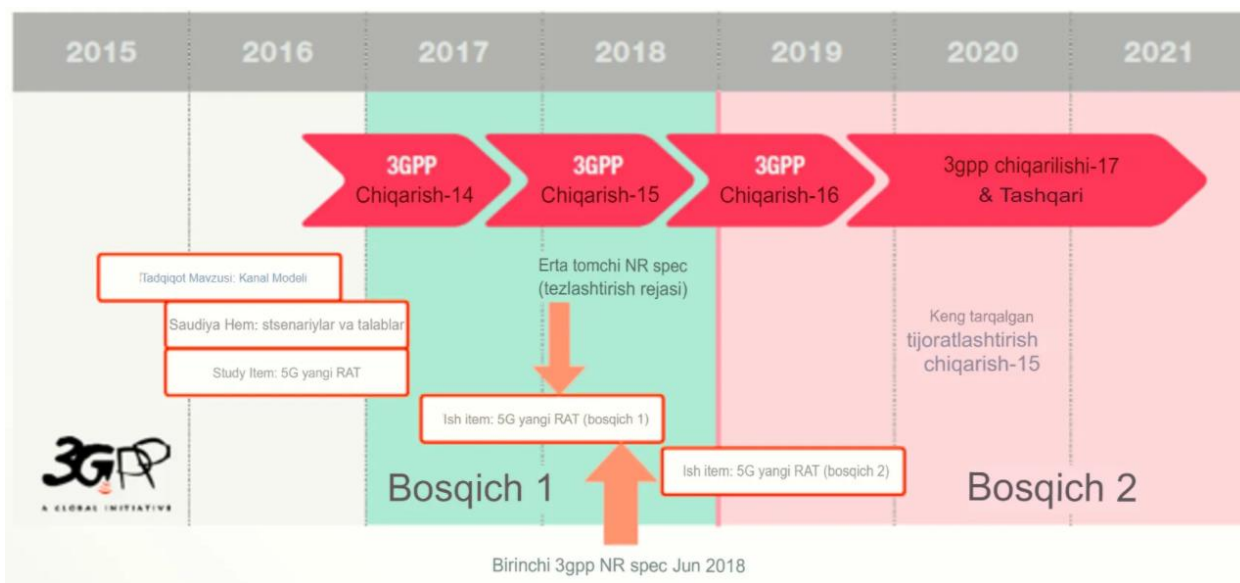 2015 2016 2017 2018 2019 2020 2021
3GPP
Chiqarish-14
3GPP
Chiqarish-15
3GPP
Chiqarish-16
3gpp chiqarilishi-17
& Tashqari
Tadqiqot Mavzusi: Kanal Modeli
Saudiya Hem: stsenariylar va talablar
Study Item: 5G yangi RAT
Erta tomchi NR spec
(tezlashtirish rejasi)
Keng tarqalgan
tijoratlashtirish
chiqarish-15
Ish item: 5G yangi RAT (bosqich 1)
Ish item: 5G yangi RAT (bosqich 2)
Bosqich 1
Bosqich 2
3GPP
A GLOBAL INITIATIVE
Birinchi 3gpp NR spec Jun 2018